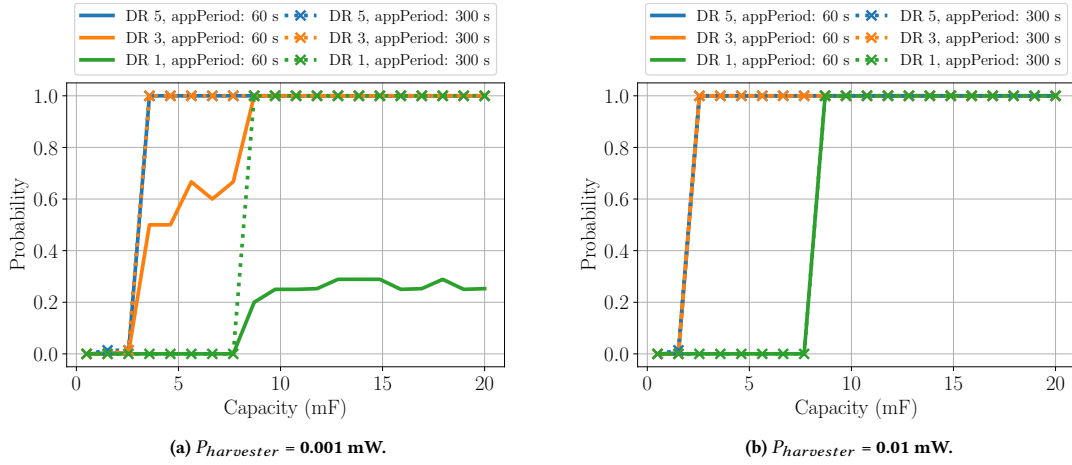 DR 5, appPeriod: 60 s DR 5, appPeriod: 300 s
DR 3, appPeriod: 60 s DR 3, appPeriod: 300 s
DR 1, appPeriod: 60 s DR 1, appPeriod: 300 s
1.0
0.8
0.6
0.4
0.2
0.0
Probability
0 5 10 15 20
Capacity (mF)
(a) P_harvester = 0.001 mW.
DR 5, appPeriod: 60 s DR 5, appPeriod: 300 s
DR 3, appPeriod: 60 s DR 3, appPeriod: 300 s
DR 1, appPeriod: 60 s DR 1, appPeriod: 300 s
1.0
0.8
0.6
0.4
0.2
0.0
Probability
0 5 10 15 20
Capacity (mF)
(b) P_harvester = 0.01 mW.